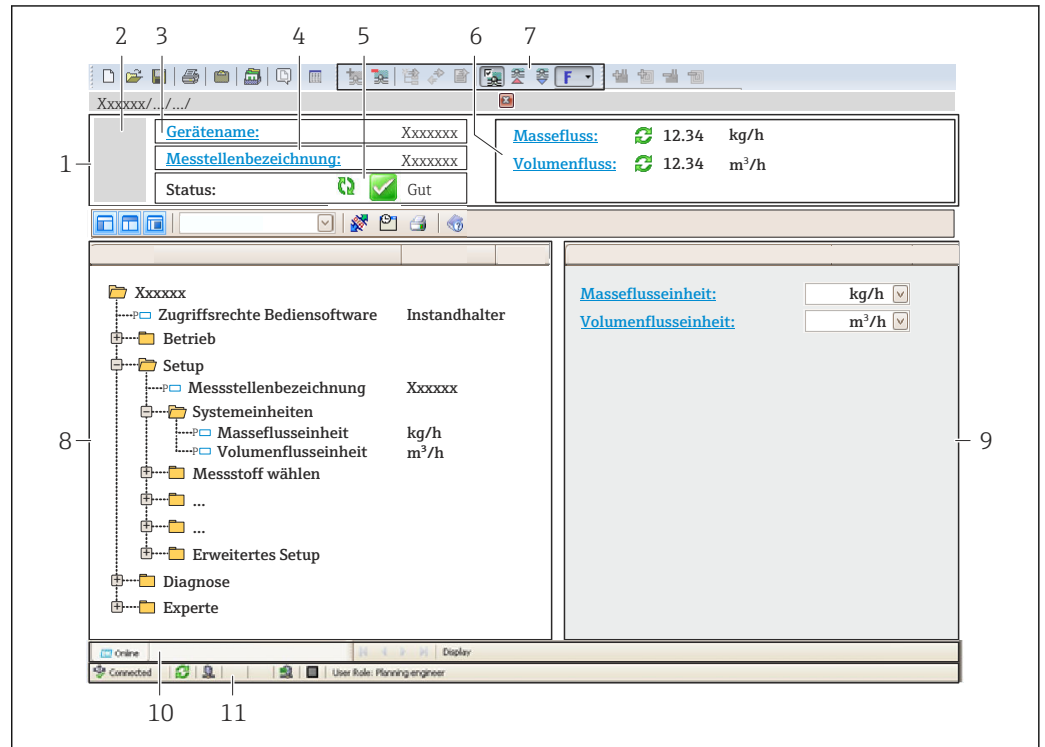 2 3 4 5 6 7
F
Xxxxxx/.../.../
1
Gerätename: Xxxxxxx
Messtellenbezeichnung: Xxxxxxx
Status: Gut
Massefluss: 12.34 kg/h
Volumenfluss: 12.34 m³/h
Xxxxxx
P Zugriffsrechte Bediensoftware Instandhalter
Betrieb
Setup
P Messstellenbezeichnung Xxxxxx
Systemeinheiten
P Masseflusseinheit kg/h
P Volumenflusseinheit m³/h
Messstoff wählen
...
...
Erweitertes Setup
Diagnose
Experte
8
Masseflusseinheit: kg/h
Volumenflusseinheit: m³/h
9
Online Display
Connected User Role: Planning engineer
10 11